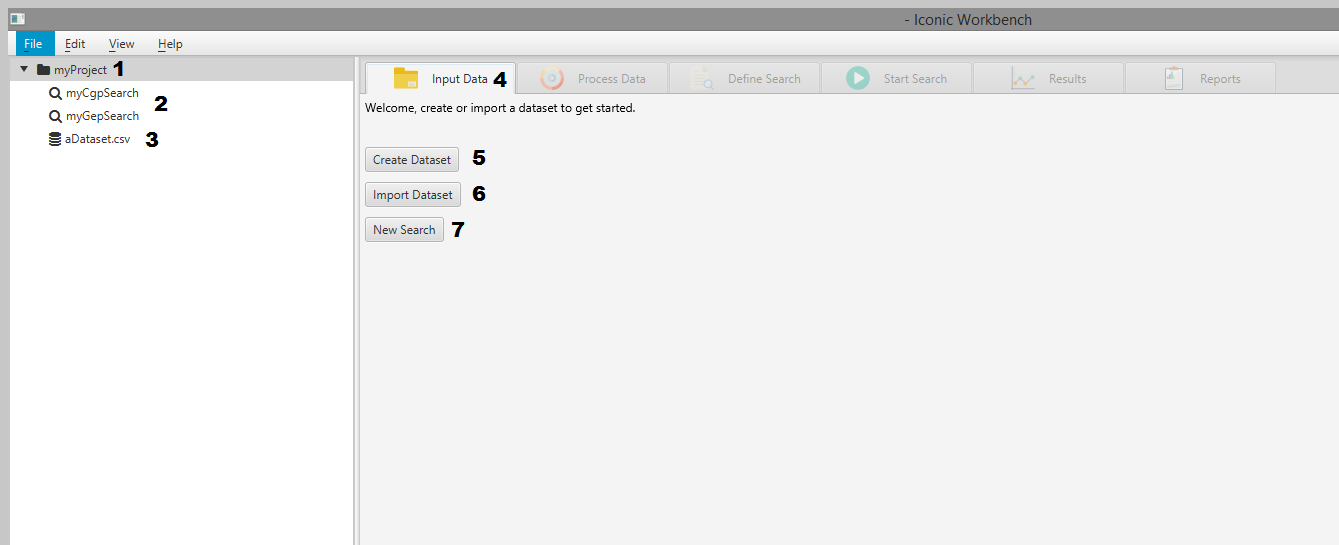 - Iconic Workbench
File Edit View Help
myProject 1
myCgpSearch
2
myGepSearch
aDataset.csv 3
Input Data 4 Process Data Define Search Start Search Results Reports
Welcome, create or import a dataset to get started.
Create Dataset 5
Import Dataset 6
New Search 7